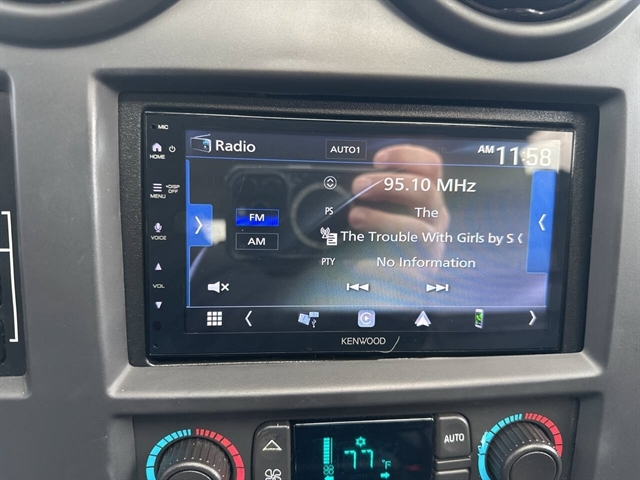 MIC
HOME
Radio
AUTO1
AM 11:58
DISP OFF
MENU
95.10 MHz
PS
The
FM
The Trouble With Girls by S
VOICE
AM
PTY
No Information
VOL
KENWOOD
AUTO
77°F